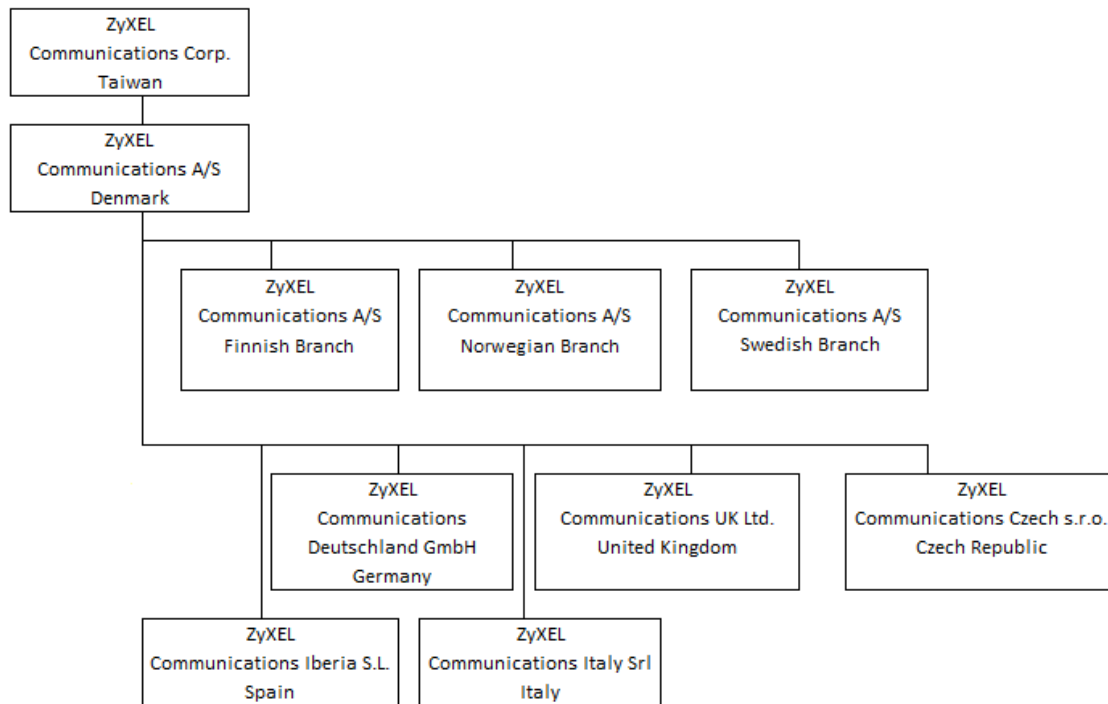 ZyXEL
Communications Corp.
Taiwan
ZyXEL
Communications A/S
Denmark
ZyXEL
Communications A/S
Finnish Branch
ZyXEL
Communications A/S
Norwegian Branch
ZyXEL
Communications A/S
Swedish Branch
ZyXEL
Communications
Deutschland GmbH
Germany
ZyXEL
Communications UK Ltd.
United Kingdom
ZyXEL
Communications Czech s.r.o.
Czech Republic
ZyXEL
Communications Iberia S.L.
Spain
ZyXEL
Communications Italy Srl
Italy